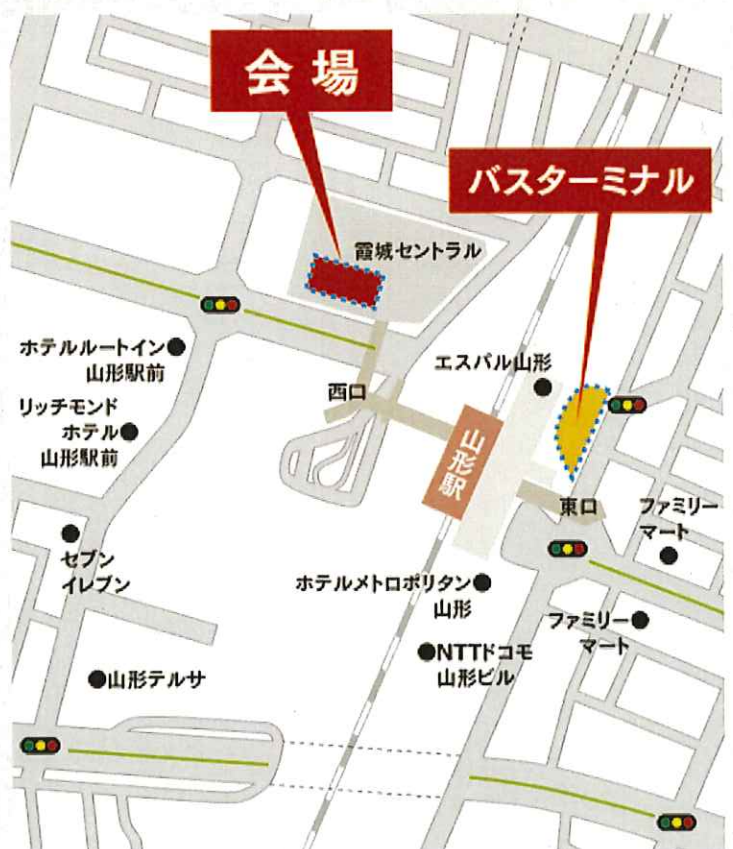 会場
バスターミナル
霞城セントラル
ホテルルートイン
山形駅前
エスパル山形
西口
リッチモンド
ホテル
山形駅前
山形駅
東口
ファミリー
マート
セブン
イレブン
ホテルメトロポリタン
山形
ファミリー
マート
NTTドコモ
山形ビル
山形テルサ